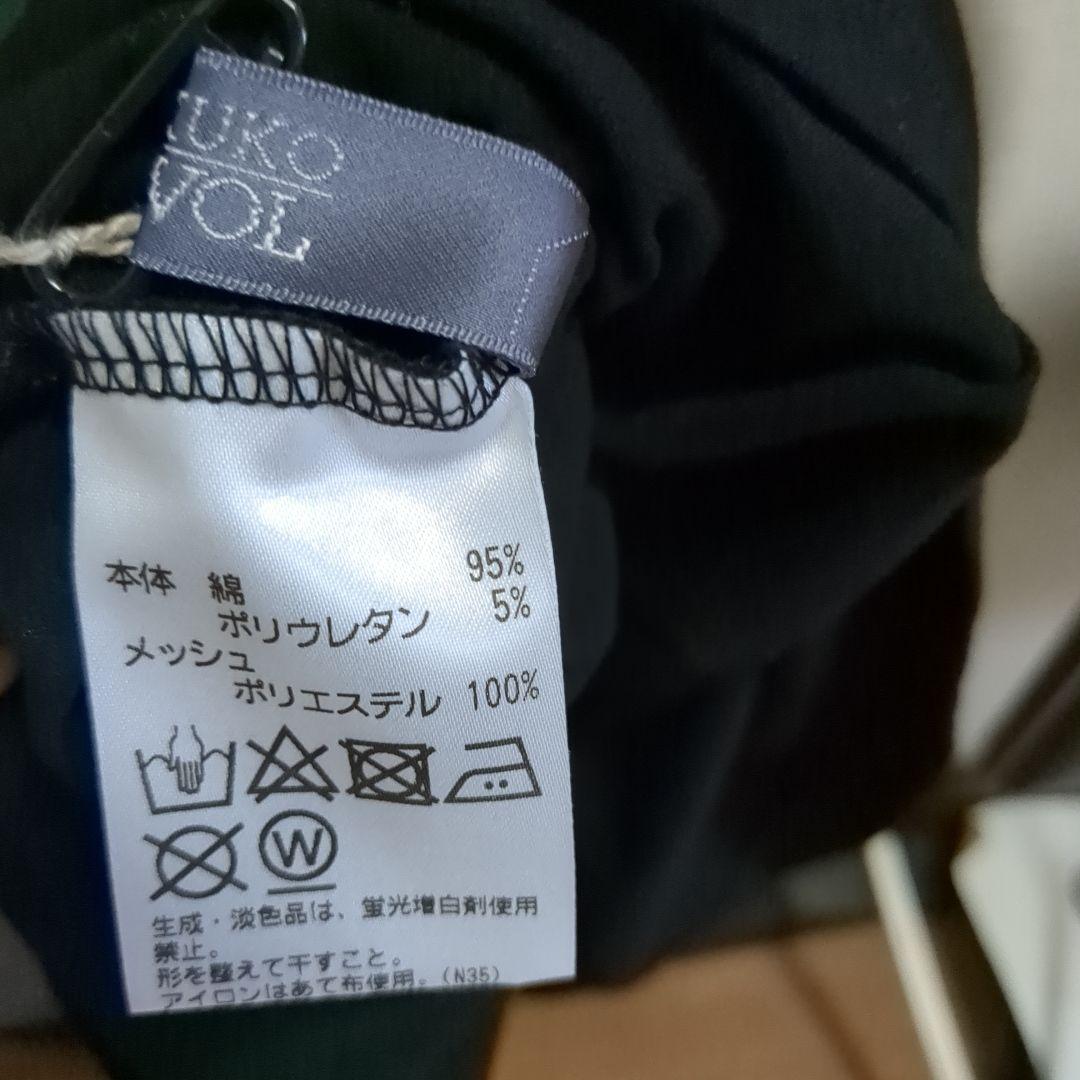 IUKO
VOL
本体 綿 95%
ポリウレタン 5%
メッシュ
ポリエステル 100%
W
生成・淡色品は、蛍光増白剤使用
禁止。
形を整えて干すこと。
アイロンはあて布使用。(N35)